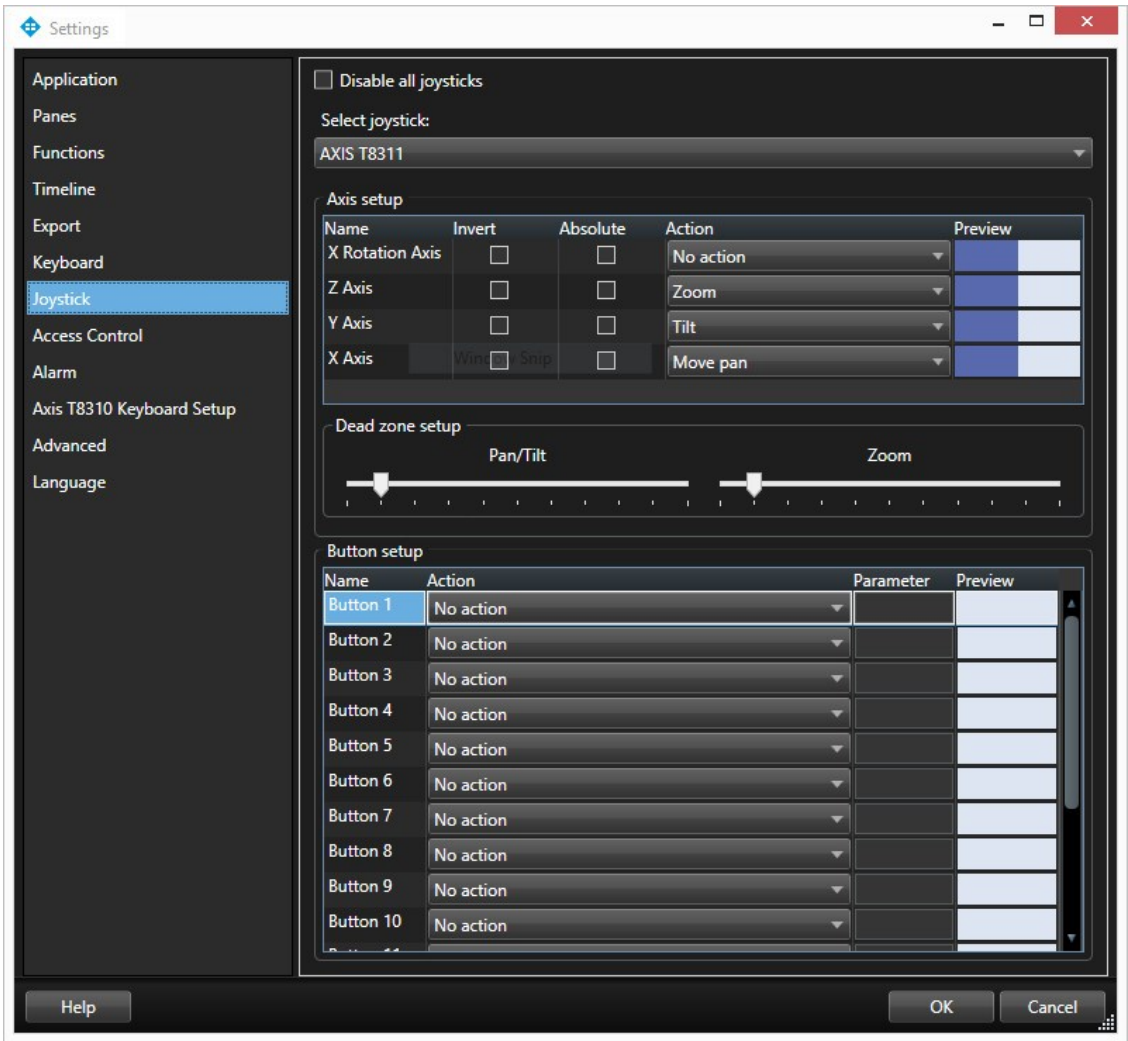 Settings
Application
Panes
Functions
Timeline
Export
Keyboard
Joystick
Access Control
Alarm
Axis T8310 Keyboard Setup
Advanced
Language
Disable all joysticks
Select joystick:
AXIS T8311
Axis setup
Name Invert Absolute Action Preview
X Rotation Axis No action
Z Axis Zoom
Y Axis Tilt
X Axis Window Snip Move pan
Dead zone setup
Pan/Tilt Zoom
Button setup
Name Action Parameter Preview
Button 1 No action
Button 2 No action
Button 3 No action
Button 4 No action
Button 5 No action
Button 6 No action
Button 7 No action
Button 8 No action
Button 9 No action
Button 10 No action
Help OK Cancel